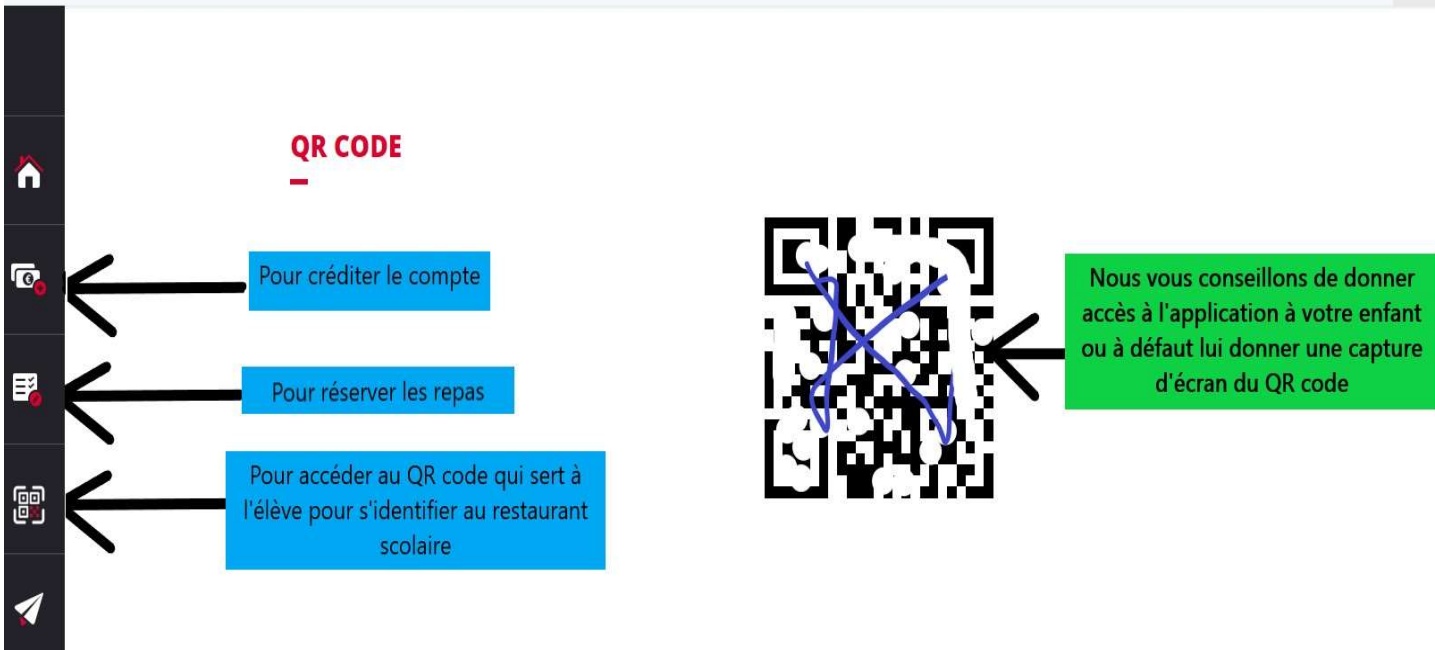 QR CODE
Pour créditer le compte
Pour réserver les repas
Pour accéder au QR code qui sert à
l'élève pour s'identifier au restaurant
scolaire
Nous vous conseillons de donner
accès à l'application à votre enfant
ou à défaut lui donner une capture
d'écran du QR code